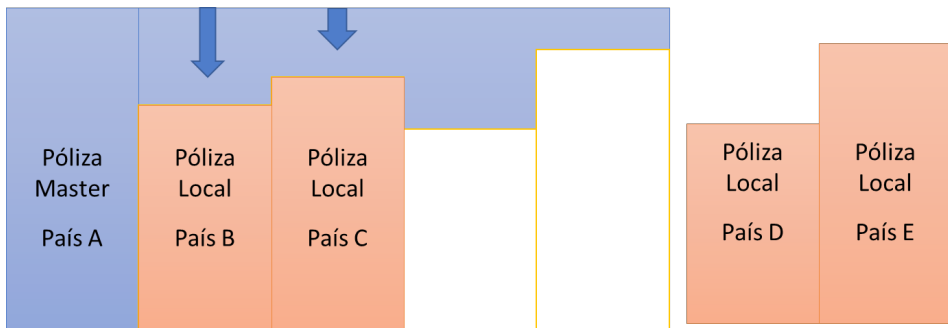 Póliza
Master
País A
Póliza
Local
País B
Póliza
Local
País C
Póliza
Local
País D
Póliza
Local
País E